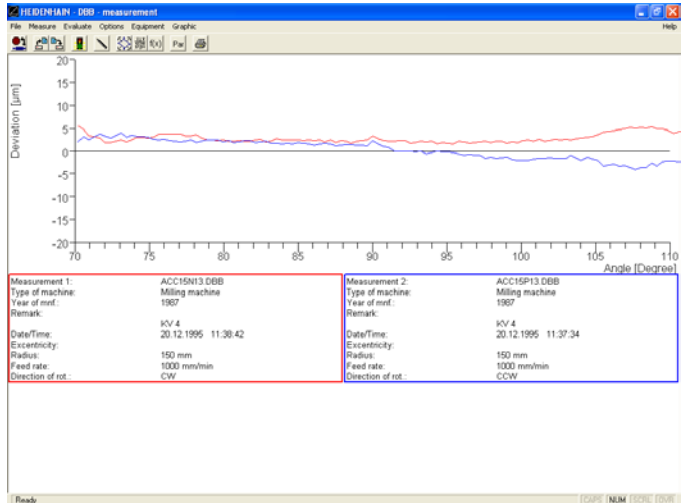 HEIDENHAIN - DBB - measurement
File Measure Evaluate Options Equipment Graphic Help
f(x) Par
Deviation [µm]
20
15
10
5
0
-5
-10
-15
-20
70 75 80 85 90 95 100 105 110
Angle [Degree]
Measurement 1: ACC15N13.DBB
Type of machine: Milling machine
Year of mnf.: 1987
Remark:
KV 4
Date/Time: 20.12.1995 11:38:42
Excentricity:
Radius: 150 mm
Feed rate: 1000 mm/min
Direction of rot.: CW
Measurement 2: ACC15P13.DBB
Type of machine: Milling machine
Year of mnf.: 1987
Remark:
KV 4
Date/Time: 20.12.1995 11:37:34
Excentricity:
Radius: 150 mm
Feed rate: 1000 mm/min
Direction of rot.: CCW
Ready CAPS NUM SCRL OVR